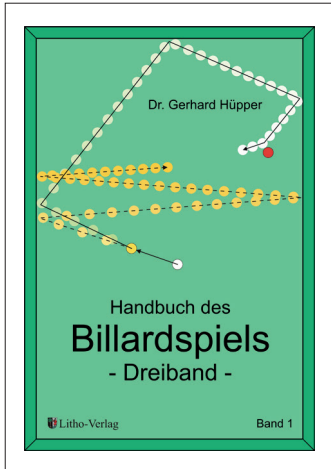 Dr. Gerhard Hüpper
Handbuch des
Billardspiels
- Dreiband -
Litho-Verlag
Band 1